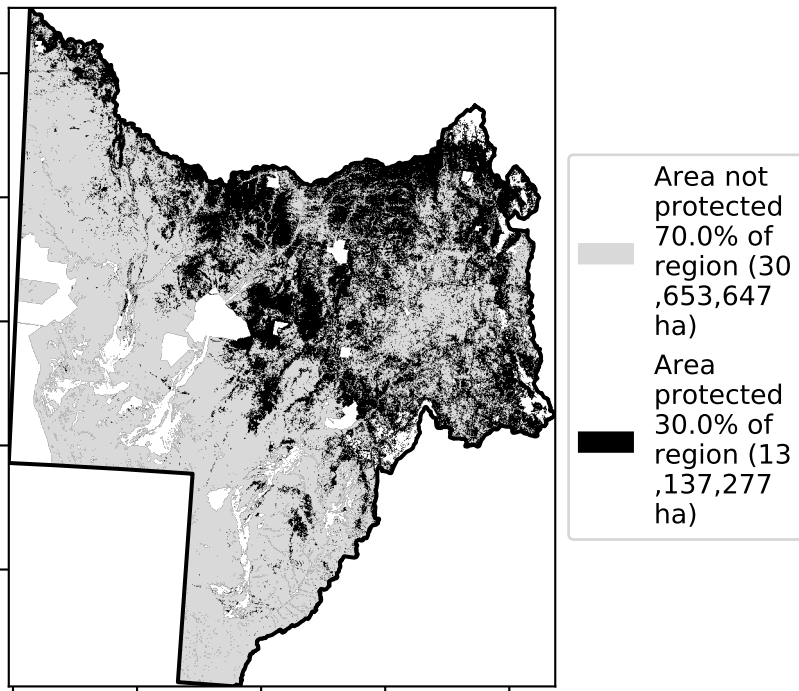 Area not
protected
70.0% of
region (30
,653,647
ha)
Area
protected
30.0% of
region (13
,137,277
ha)